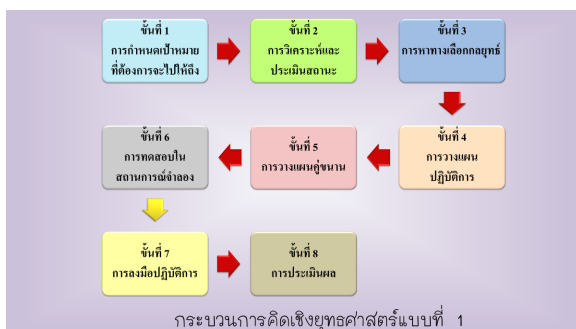 ขั้นที่ 1
การกำหนดเป้าหมาย
ที่ต้องการจะไปให้ถึง
ขั้นที่ 2
การวิเคราะห์และ
ประเมินสถานะ
ขั้นที่ 3
การหาทางเลือกกลยุทธ์
ขั้นที่ 4
การวางแผน
ปฏิบัติการ
ขั้นที่ 5
การวางแผนคู่ขนาน
ขั้นที่ 6
การทดสอบใน
สถานการณ์จำลอง
ขั้นที่ 7
การลงมือปฏิบัติการ
ขั้นที่ 8
การประเมินผล
กระบวนการคิดเชิงยุทธศาสตร์แบบที่ 1